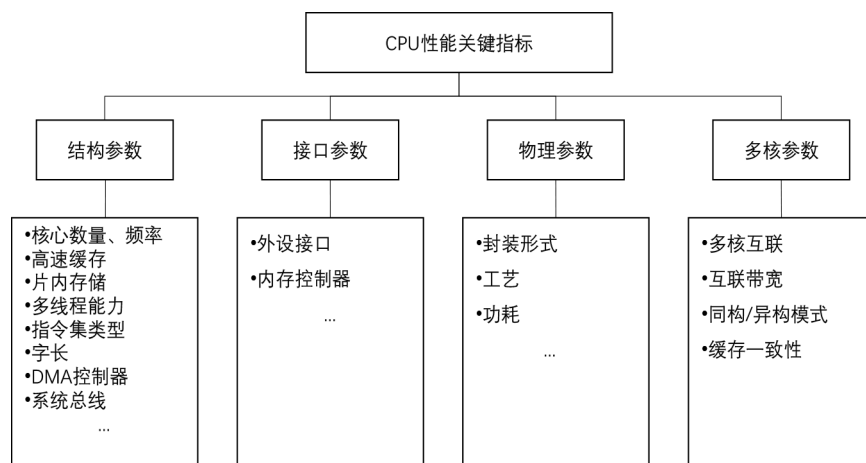 CPU性能关键指标
结构参数
接口参数
物理参数
多核参数
•核心数量、频率
•高速缓存
•片内存储
•多线程能力
•指令集类型
•字长
•DMA控制器
•系统总线
...
•外设接口
•内存控制器
...
•封装形式
•工艺
•功耗
...
•多核互联
•互联带宽
•同构/异构模式
•缓存一致性